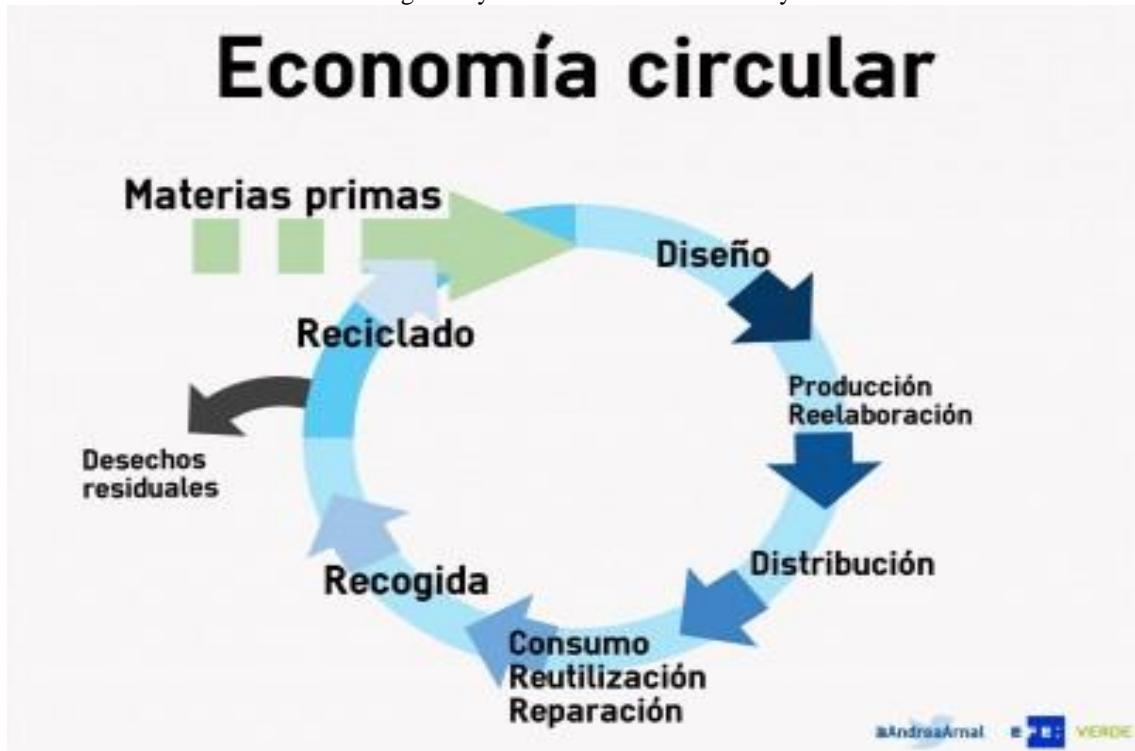 Economía circular
Materias primas
Diseño
Reciclado
Producción
Reelaboración
Desechos
residuales
Distribución
Recogida
Consumo
Reutilización
Reparación
VERDE